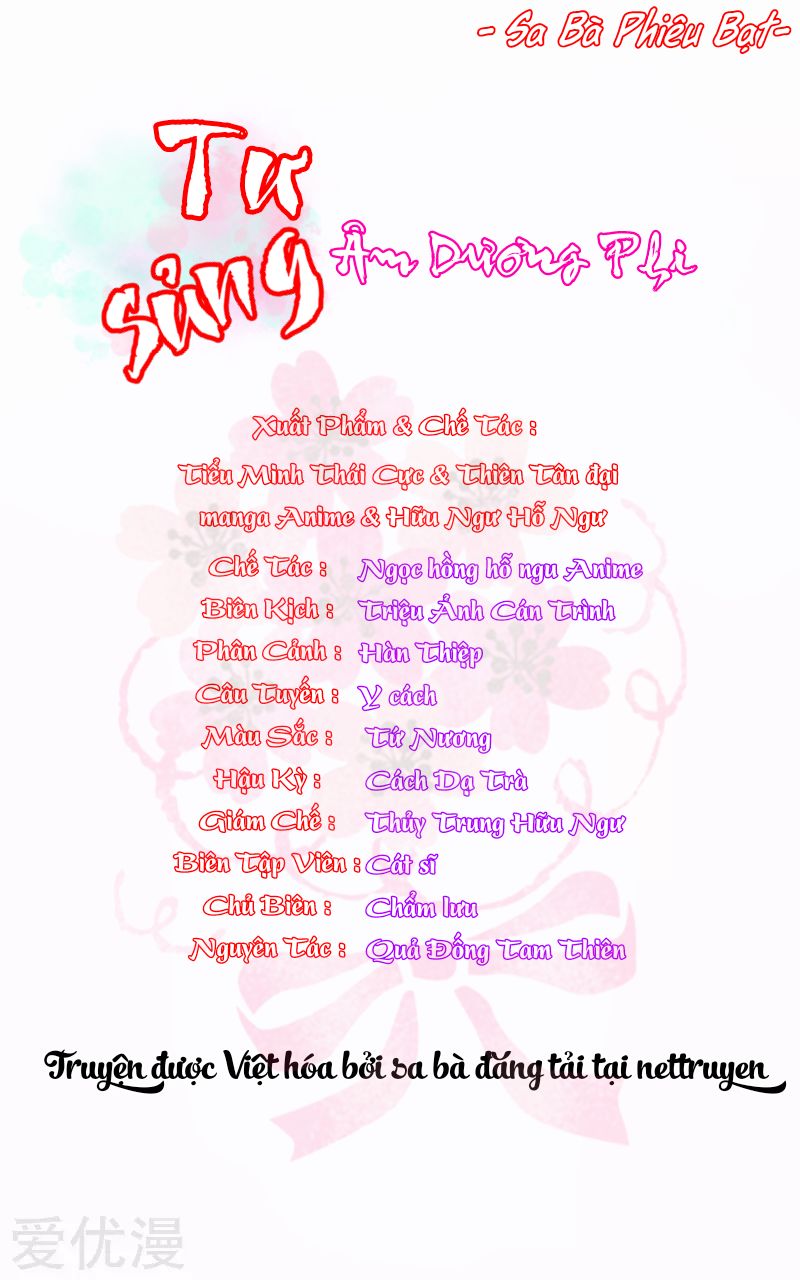 - Sa Bà Phiêu Bạt-
Tư
sủng
Âm Dương Phi
Xuất Phẩm & Chế Tác :
Tiểu Minh Thái Cực & Thiên Tân đại
manga Anime & Hữu Ngư Hỗ Ngư
Chế Tác : Ngọc hồng hỗ ngu Anime
Biên Kịch : Triệu Ảnh Cán Trình
Phân Cảnh : Hàn Thiệp
Câu Tuyến : Y cách
Màu Sắc : Tứ Nương
Hậu Kỳ : Cách Dạ Trà
Giám Chế : Thủy Trung Hữu Ngư
Biên Tập Viên : Cát sĩ
Chủ Biên : Chẩm lưu
Nguyên Tác : Quả Đống Tam Thiên
Truyện được Việt hóa bởi sa bà đăng tải tại nettruyen
爱优漫